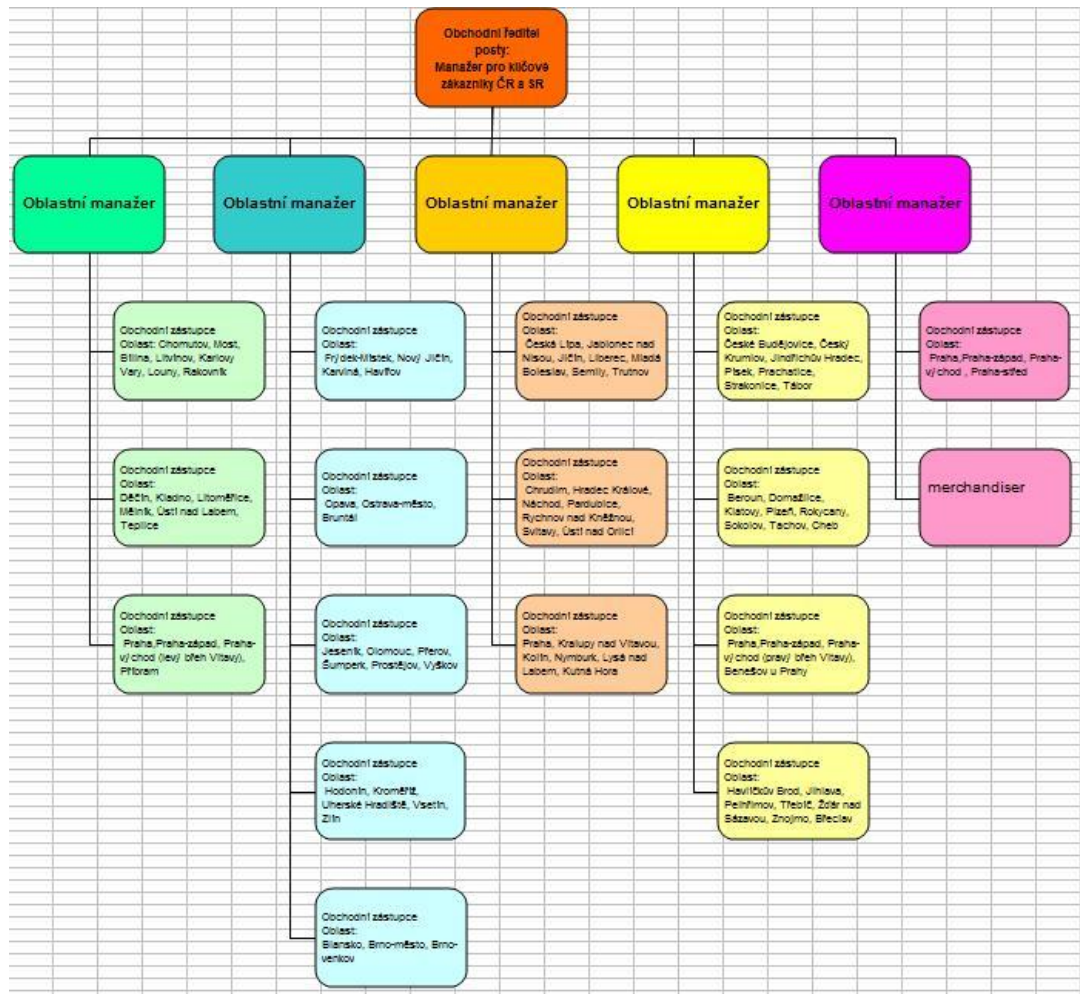 Obchodní ředitel
posty:
Manažer pro klíčové
zákazníky ČR a SR
Oblastní manažer
Oblastní manažer
Oblastní manažer
Oblastní manažer
Oblastní manažer
Obchodní zástupce
Oblast: Chomutov, Most,
Bílina, Litvínov, Karlovy
Vary, Louny, Rakovník
Obchodní zástupce
Oblast:
Děčín, Kladno, Litoměřice,
Mělník, Ústí nad Labem,
Teplice
Obchodní zástupce
Oblast:
Praha,Praha-západ, Praha-
východ (levý břeh Vltavy),
Příbram
Obchodní zástupce
Oblast:
Frýdek-Místek, Nový Jičín,
Karviná, Havířov
Obchodní zástupce
Oblast:
Opava, Ostrava-město,
Bruntál
Obchodní zástupce
Oblast:
Jeseník, Olomouc, Přerov,
Šumperk, Prostějov, Vyškov
Obchodní zástupce
Oblast:
Hodonín, Kroměříž,
Uherské Hradiště, Vsetín,
Zlín
Obchodní zástupce
Oblast:
Blansko, Brno-město, Brno-
venkov
Obchodní zástupce
Oblast:
Česká Lípa, Jablonec nad
Nisou, Jičín, Liberec, Mladá
Boleslav, Semily, Trutnov
Obchodní zástupce
Oblast:
Chrudim, Hradec Králové,
Náchod, Pardubice,
Rychnov nad Kněžnou,
Svitavy, Ústí nad Orlicí
Obchodní zástupce
Oblast:
Praha, Kralupy nad Vltavou,
Kolín, Nymburk, Lysá nad
Labem, Kutná Hora
Obchodní zástupce
Oblast:
České Budějovice, Český
Krumlov, Jindřichův Hradec,
Písek, Prachatice,
Strakonice, Tábor
Obchodní zástupce
Oblast:
Beroun, Domažlice,
Klatovy, Plzeň, Rokycany,
Sokolov, Tachov, Cheb
Obchodní zástupce
Oblast:
Praha,Praha-západ, Praha-
východ (pravý břeh Vltavy),
Benešov u Prahy
Obchodní zástupce
Oblast:
Havlíčkův Brod, Jihlava,
Pelhřimov, Třebíč, Žďár nad
Sázavou, Znojmo, Břeclav
Obchodní zástupce
Oblast:
Praha,Praha-západ, Praha-
východ , Praha-střed
merchandiser